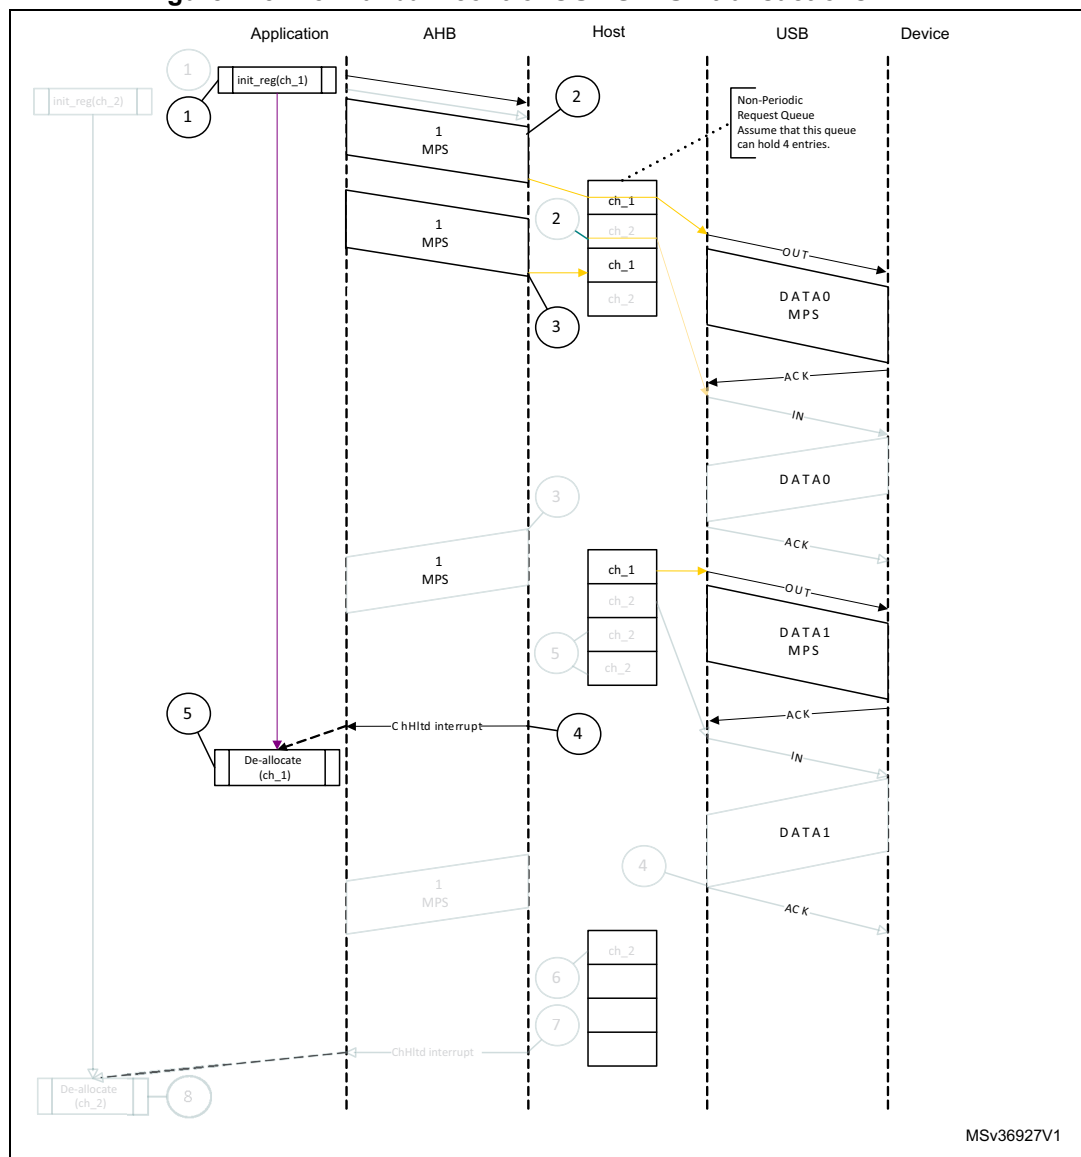 Application
AHB
Host
USB
Device
1
init_reg(ch_1)
init_reg(ch_2)
1
2
Non-Periodic
Request Queue
Assume that this queue
can hold 4 entries.
1
MPS
ch_1
2
ch_2
1
MPS
ch_1
ch_2
3
OUT
DATA0
MPS
ACK
IN
DATA0
3
ACK
1
MPS
ch_1
ch_2
ch_2
ch_2
5
OUT
DATA1
MPS
ACK
5
ChHltd interrupt
4
De-allocate
(ch_1)
IN
DATA1
4
1
MPS
ACK
ch_2
6
7
ChHltd interrupt
De-allocate
(ch_2)
8
MSv36927V1